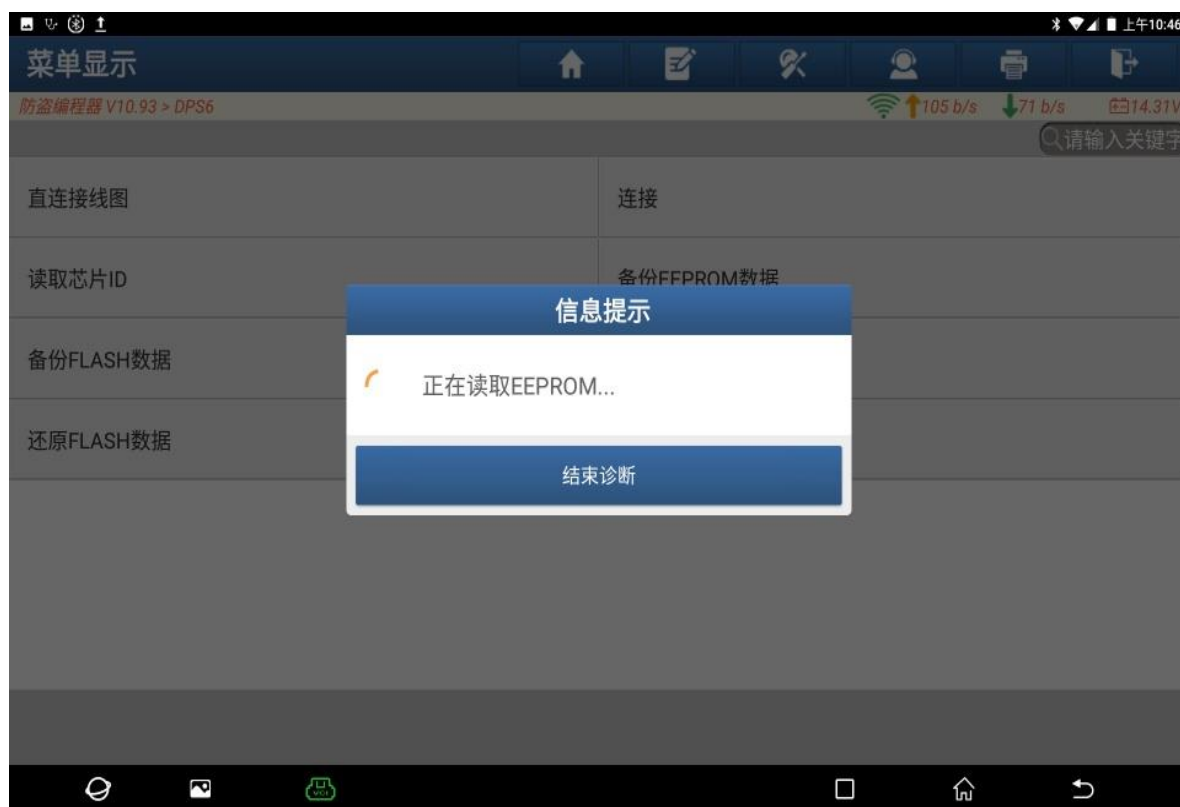 上午10:46
菜单显示
防盗编程器 V10.93 > DPS6
105 b/s
71 b/s
14.31V
请输入关键字
直连接线图
连接
读取芯片ID
备份EEPROM数据
信息提示
备份FLASH数据
正在读取EEPROM...
还原FLASH数据
结束诊断
VCI